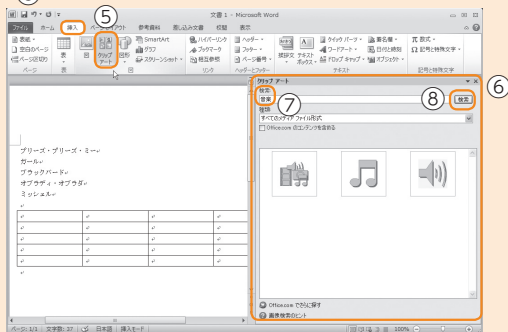 ⑤
文書 1 - Microsoft Word
ファイル ホーム 挿入 ページ レイアウト 参考資料 差し込み文書 校閲 表示
表紙
空白のページ
ページ区切り
ページ
表
表
図
クリップ アート
図形
SmartArt
グラフ
スクリーンショット
図
ハイパーリンク
ブックマーク
相互参照
リンク
ヘッダー
フッター
ページ番号
ヘッダーとフッター
挨拶文
テキスト ボックス
クイック パーツ
ワードアート
ドロップ キャップ
署名欄
日付と時刻
オブジェクト
テキスト
π 数式
Ω 記号と特殊文字
記号と特殊文字
プリーズ・プリーズ・ミー
ガール
ブラックバード
オブラディ・オブラダ
ミッシェル
クリップ アート
検索:
音楽
⑦
⑧
検索
⑥
種類:
すべてのメディア ファイル形式
Office.com のコンテンツを含める
Office.com でさらに探す
画像検索のヒント
ページ: 1/1 文字数: 37 日本語 挿入モード 100%